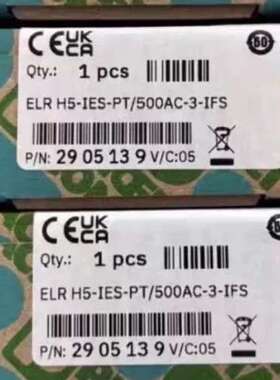 CE UK CA 50
Qty.: 1 pcs
ELR H5-IES-PT/500AC-3-IFS
P/N: 29 05 13 9 V/C:05
CE UK CA
Qty.: 1 pcs
ELR H5-IES-PT/500AC-3-IFS
P/N: 29 05 13 9 V/C:05